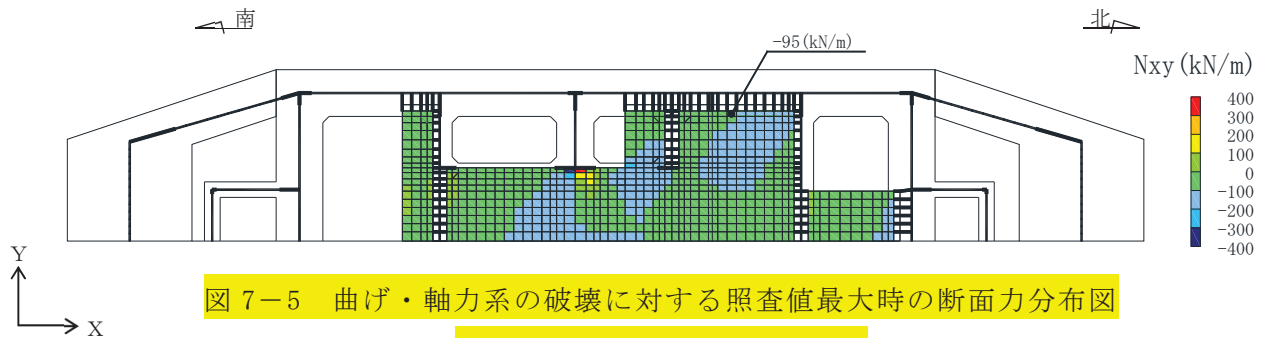 南
北
-95(kN/m)
Nxy(kN/m)
400
300
200
100
0
-100
-200
-300
-400
Y
X
図 7-5 曲げ・軸力系の破壊に対する照査値最大時の断面力分布図